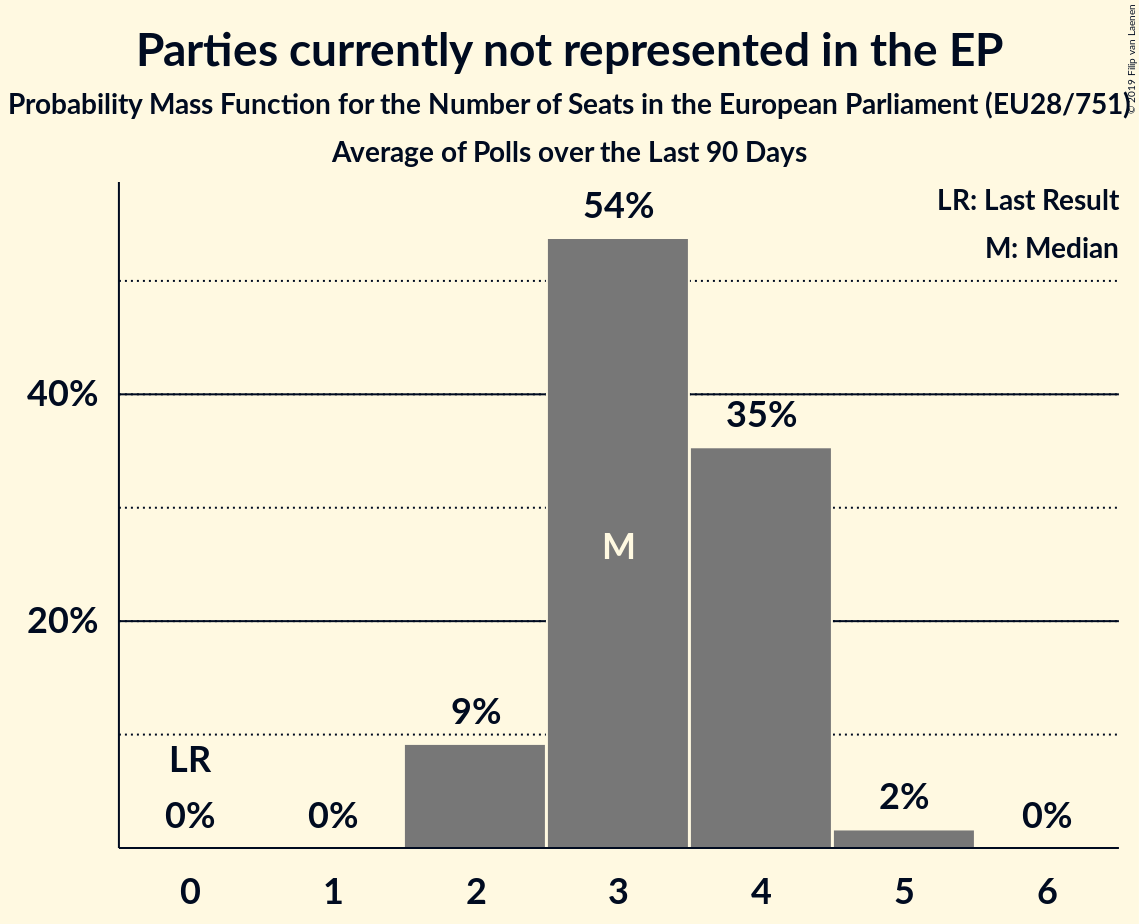 Parties currently not represented in the EP
Probability Mass Function for the Number of Seats in the European Parliament (EU28/751)
Average of Polls over the Last 90 Days
© 2019 Filip van Laenen
LR: Last Result
M: Median
54%
40%
35%
M
20%
9%
LR
0%
0%
2%
0%
0
1
2
3
4
5
6